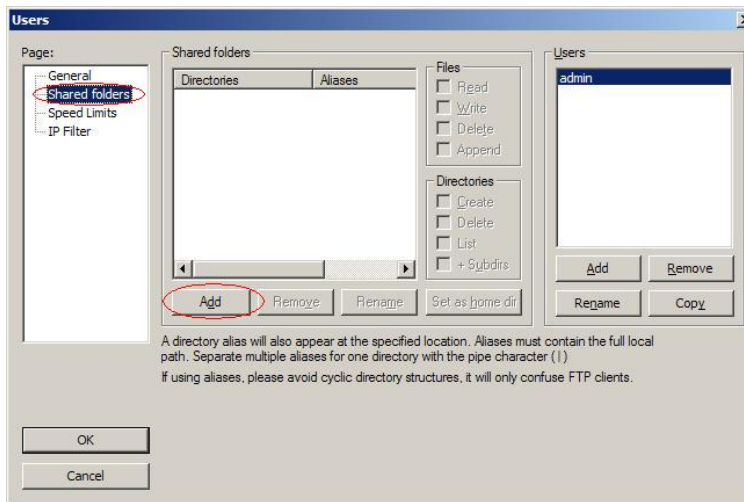 Users
Page:
General
Shared folders
Speed Limits
IP Filter
Shared folders
Directories Aliases
Files
Read
Write
Delete
Append
Directories
Create
Delete
List
+ Subdirs
Add Remove Rename Set as home dir
Users
admin
Add Remove
Rename Copy
A directory alias will also appear at the specified location. Aliases must contain the full local
path. Separate multiple aliases for one directory with the pipe character ( | )
If using aliases, please avoid cyclic directory structures, it will only confuse FTP clients.
OK
Cancel